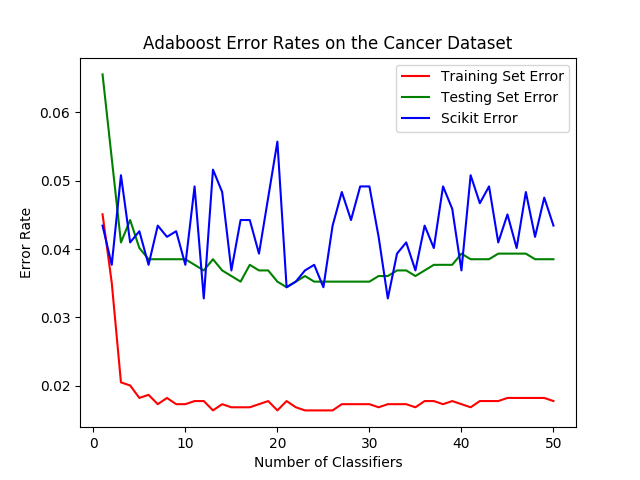 Adaboost Error Rates on the Cancer Dataset
Training Set Error
Testing Set Error
Scikit Error
Error Rate
0.06
0.05
0.04
0.03
0.02
0
10
20
30
40
50
Number of Classifiers